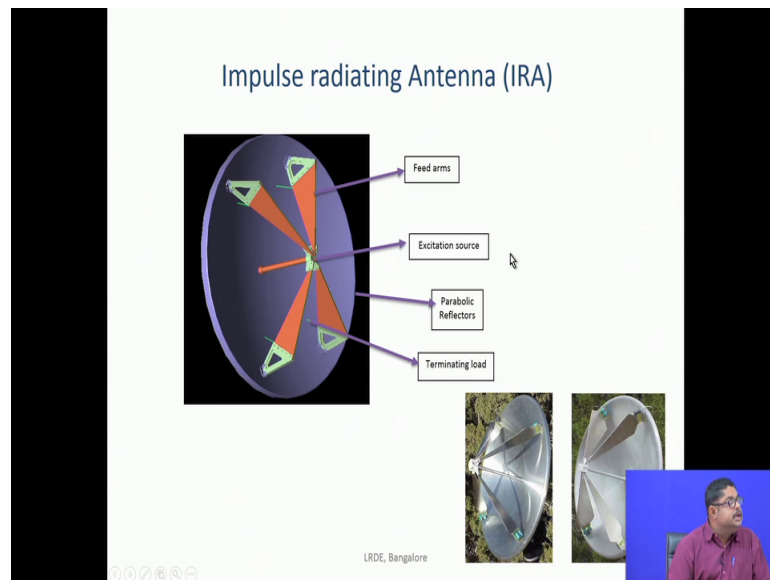 Impulse radiating Antenna (IRA)
Feed arms
Excitation source
Parabolic
Reflectors
Terminating load
LRDE, Bangalore